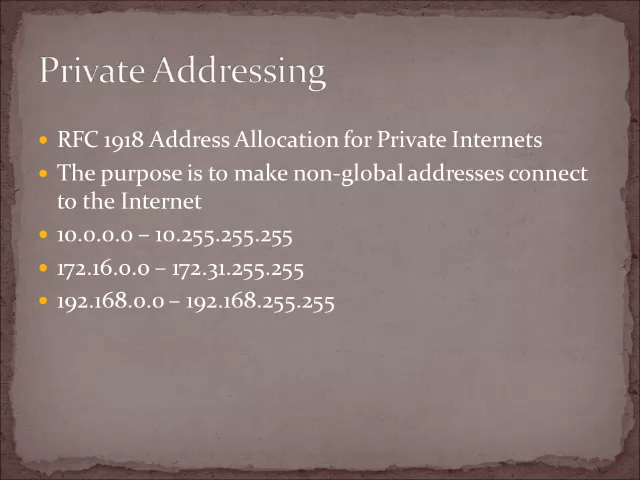 Private Addressing
RFC 1918 Address Allocation for Private Internets
The purpose is to make non-global addresses connect
to the Internet
10.0.0.0 – 10.255.255.255
172.16.0.0 – 172.31.255.255
192.168.0.0 – 192.168.255.255